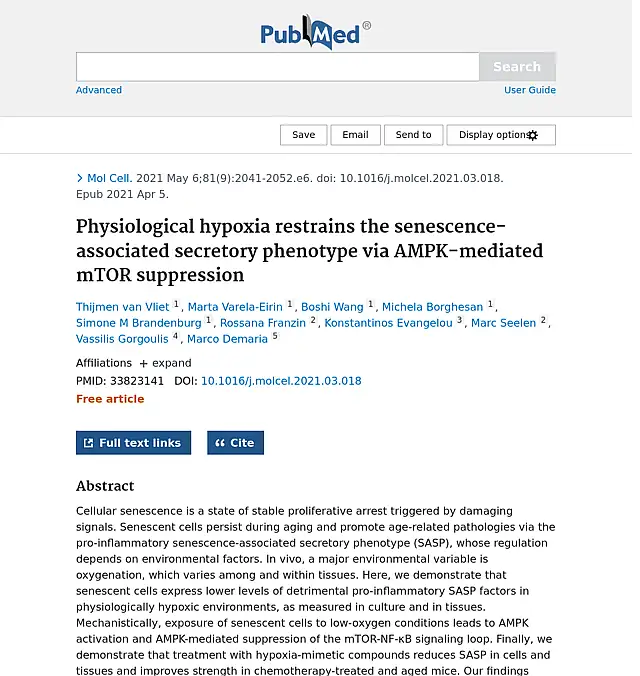 PubMed®
Search
Advanced
User Guide
Save
Email
Send to
Display options
Mol Cell. 2021 May 6;81(9):2041-2052.e6. doi: 10.1016/j.molcel.2021.03.018.
Epub 2021 Apr 5.
Physiological hypoxia restrains the senescence-
associated secretory phenotype via AMPK-mediated
mTOR suppression
Thijmen van Vliet 1, Marta Varela-Eirin 1, Boshi Wang 1, Michela Borghesan 1,
Simone M Brandenburg 1, Rossana Franzin 2, Konstantinos Evangelou 3, Marc Seelen 2,
Vassilis Gorgoulis 4, Marco Demaria 5
Affiliations + expand
PMID: 33823141 DOI: 10.1016/j.molcel.2021.03.018
Free article
Full text links
Cite
Abstract
Cellular senescence is a state of stable proliferative arrest triggered by damaging
signals. Senescent cells persist during aging and promote age-related pathologies via the
pro-inflammatory senescence-associated secretory phenotype (SASP), whose regulation
depends on environmental factors. In vivo, a major environmental variable is
oxygenation, which varies among and within tissues. Here, we demonstrate that
senescent cells express lower levels of detrimental pro-inflammatory SASP factors in
physiologically hypoxic environments, as measured in culture and in tissues.
Mechanistically, exposure of senescent cells to low-oxygen conditions leads to AMPK
activation and AMPK-mediated suppression of the mTOR-NF-κB signaling loop. Finally, we
demonstrate that treatment with hypoxia-mimetic compounds reduces SASP in cells and
tissues and improves strength in chemotherapy-treated and aged mice. Our findings